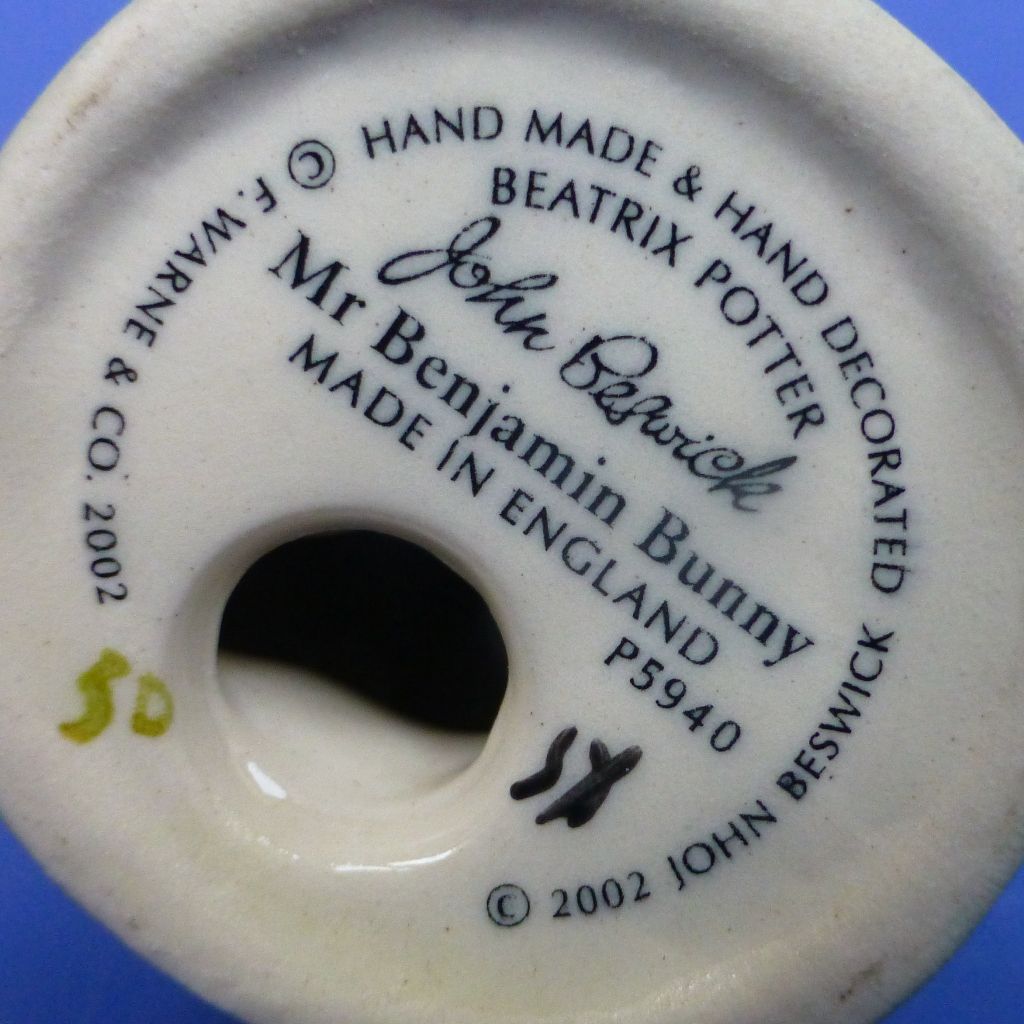 HAND MADE & HAND DECORATED
BEATRIX POTTER
John Beswick
Mr Benjamin Bunny
MADE IN ENGLAND
P5940
© 2002 JOHN BESWICK
© F. WARNE & CO. 2002